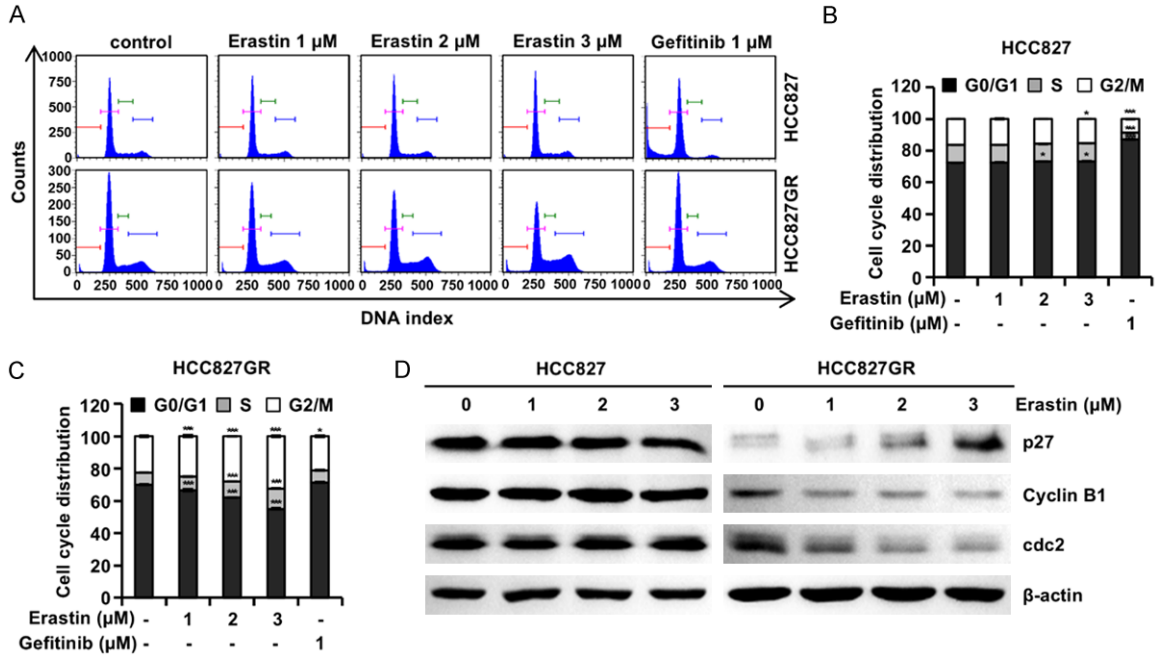 A
control
Erastin 1 μM
Erastin 2 μM
Erastin 3 μM
Gefitinib 1 μM
Counts
1000
750
500
250
0
HCC827
300
250
200
150
100
50
0
HCC827GR
0 250 500 750 1000
0 250 500 750 1000
0 250 500 750 1000
0 250 500 750 1000
0 250 500 750 1000
DNA index
B
HCC827
G0/G1 S G2/M
Cell cycle distribution
120
100
80
60
40
20
0
* * *
Erastin (μM) - 1 2 3 -
Gefitinib (μM) - - - - 1
C
HCC827GR
G0/G1 S G2/M
Cell cycle distribution
120
100
80
60
40
20
0
*
Erastin (μM) - 1 2 3 -
Gefitinib (μM) - - - - 1
D
HCC827 HCC827GR
0 1 2 3 0 1 2 3 Erastin (μM)
p27
Cyclin B1
cdc2
β-actin